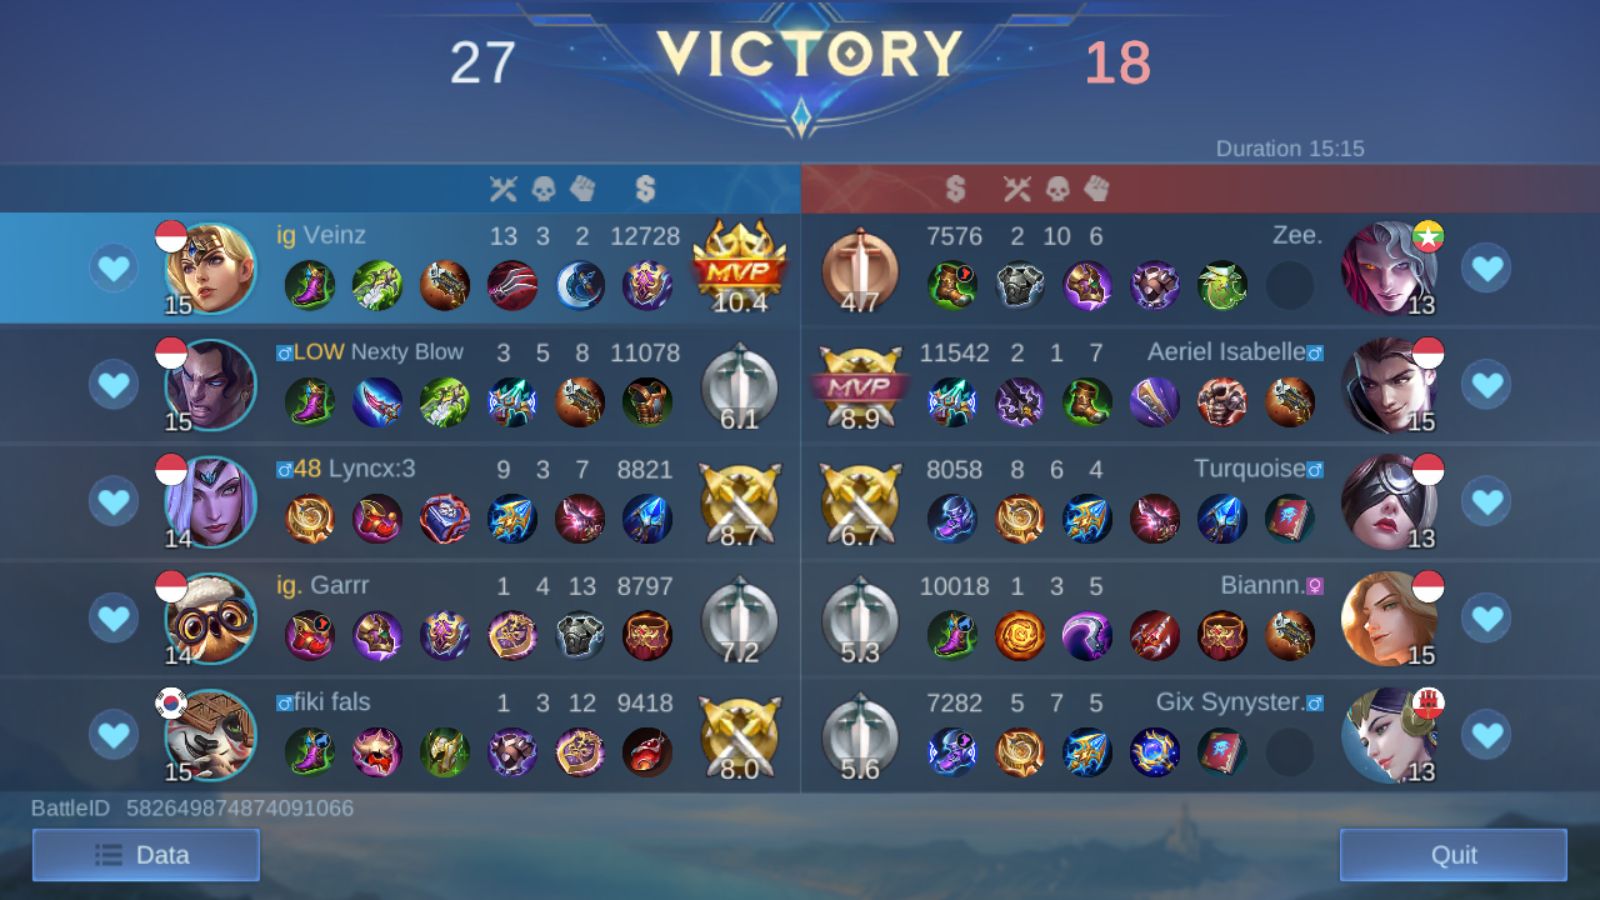 27 VICTORY 18
Duration 15:15
ig Veinz 13 3 2 12728 MVP 10.4 15
4.7 7576 2 10 6 Zee. 13
LOW Nexty Blow 3 5 8 11078 6.1 15
MVP 8.9 11542 2 1 7 Aeriel Isabelle 15
48 Lyncx:3 9 3 7 8821 8.7 14
6.7 8058 8 6 4 Turquoise 13
ig. Garrr 1 4 13 8797 7.2 14
5.3 10018 1 3 5 Biannn. 15
fiki fals 1 3 12 9418 8.0 15
5.6 7282 5 7 5 Gix Synyster. 13
BattleID 582649874874091066
Data
Quit